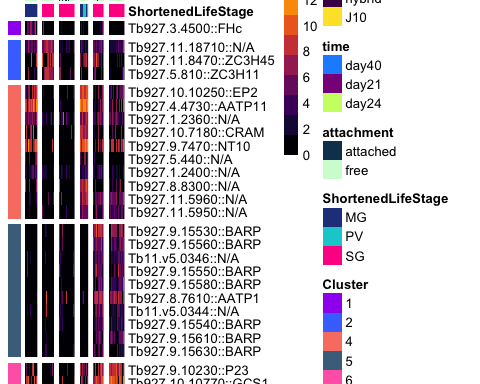 ShortenedLifeStage
Tb927.3.4500::FHc
Tb927.11.18710::N/A
Tb927.11.8470::ZC3H45
Tb927.5.810::ZC3H11
Tb927.10.10250::EP2
Tb927.4.4730::AATP11
Tb927.1.2360::N/A
Tb927.10.7180::CRAM
Tb927.9.7470::NT10
Tb927.5.440::N/A
Tb927.1.2400::N/A
Tb927.8.8300::N/A
Tb927.11.5960::N/A
Tb927.11.5950::N/A
Tb927.9.15530::BARP
Tb927.9.15560::BARP
Tb11.v5.0346::N/A
Tb927.9.15550::BARP
Tb927.9.15580::BARP
Tb927.8.7610::AATP1
Tb11.v5.0344::N/A
Tb927.9.15540::BARP
Tb927.9.15610::BARP
Tb927.9.15630::BARP
Tb927.9.10230::P23
Tb927.10.10770::GCS1
12
10
8
6
4
2
0
hybrid
J10
time
day40
day21
day24
attachment
attached
free
ShortenedLifeStage
MG
PV
SG
Cluster
1
2
4
5
6